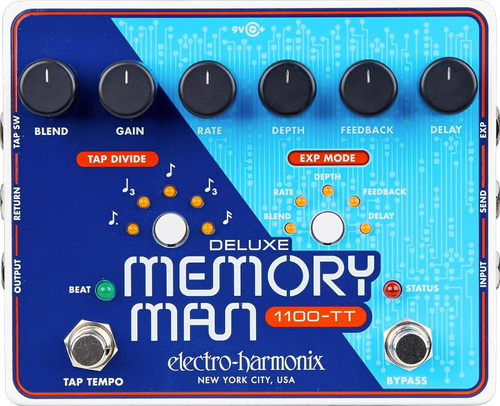 9V +
BLEND GAIN RATE DEPTH FEEDBACK DELAY
TAP SW
EXP
TAP DIVIDE
EXP MODE
RETURN
SEND
♩3 ♪ ♪3
♪. ♪
DEPTH
RATE FEEDBACK
BLEND DELAY
OUTPUT
INPUT
DELUXE
MEMORY
MAN
1100-TT
BEAT
STATUS
electro-harmonix
NEW YORK CITY, USA
TAP TEMPO
BYPASS